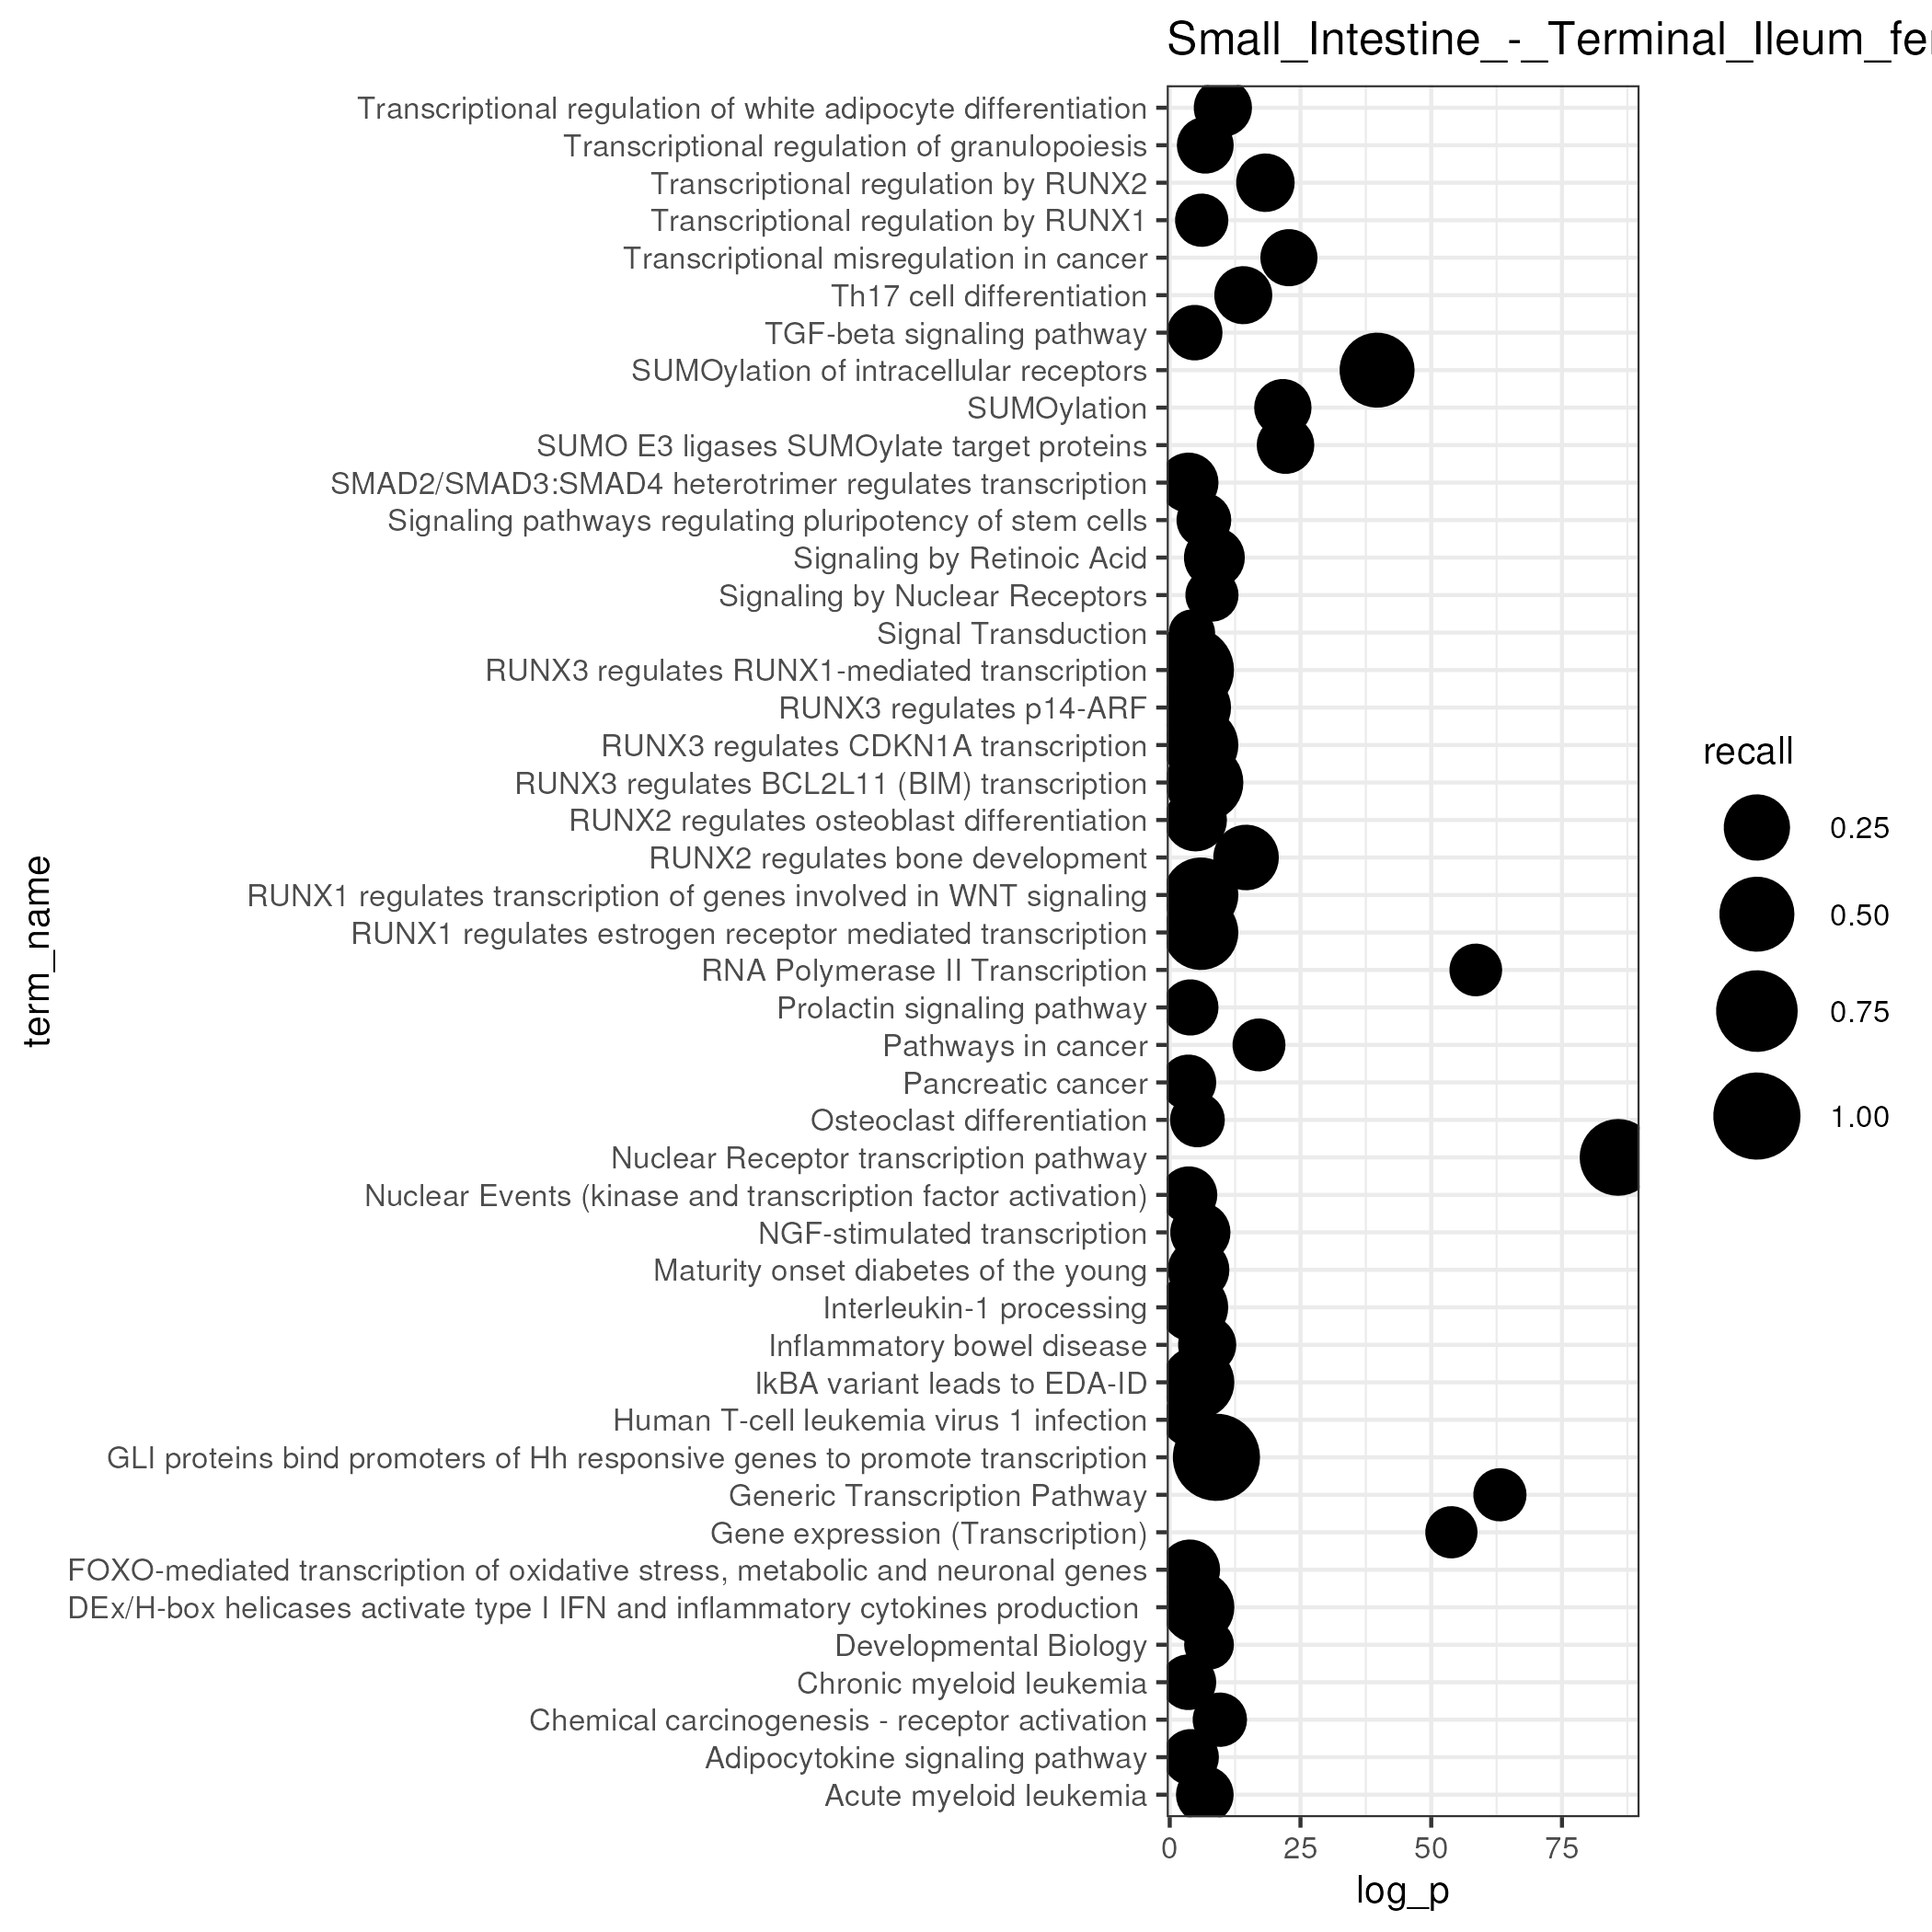 Small_Intestine_-_Terminal_Ileum_fe
Transcriptional regulation of white adipocyte differentiation
Transcriptional regulation of granulopoiesis
Transcriptional regulation by RUNX2
Transcriptional regulation by RUNX1
Transcriptional misregulation in cancer
Th17 cell differentiation
TGF-beta signaling pathway
SUMOylation of intracellular receptors
SUMOylation
SUMO E3 ligases SUMOylate target proteins
SMAD2/SMAD3:SMAD4 heterotrimer regulates transcription
Signaling pathways regulating pluripotency of stem cells
Signaling by Retinoic Acid
Signaling by Nuclear Receptors
Signal Transduction
RUNX3 regulates RUNX1-mediated transcription
RUNX3 regulates p14-ARF
RUNX3 regulates CDKN1A transcription
RUNX3 regulates BCL2L11 (BIM) transcription
RUNX2 regulates osteoblast differentiation
RUNX2 regulates bone development
RUNX1 regulates transcription of genes involved in WNT signaling
RUNX1 regulates estrogen receptor mediated transcription
RNA Polymerase II Transcription
Prolactin signaling pathway
Pathways in cancer
Pancreatic cancer
Osteoclast differentiation
Nuclear Receptor transcription pathway
Nuclear Events (kinase and transcription factor activation)
NGF-stimulated transcription
Maturity onset diabetes of the young
Interleukin-1 processing
Inflammatory bowel disease
IkBA variant leads to EDA-ID
Human T-cell leukemia virus 1 infection
GLI proteins bind promoters of Hh responsive genes to promote transcription
Generic Transcription Pathway
Gene expression (Transcription)
FOXO-mediated transcription of oxidative stress, metabolic and neuronal genes
DEx/H-box helicases activate type I IFN and inflammatory cytokines production
Developmental Biology
Chronic myeloid leukemia
Chemical carcinogenesis - receptor activation
Adipocytokine signaling pathway
Acute myeloid leukemia
term_name
0 25 50 75
log_p
recall
0.25
0.50
0.75
1.00